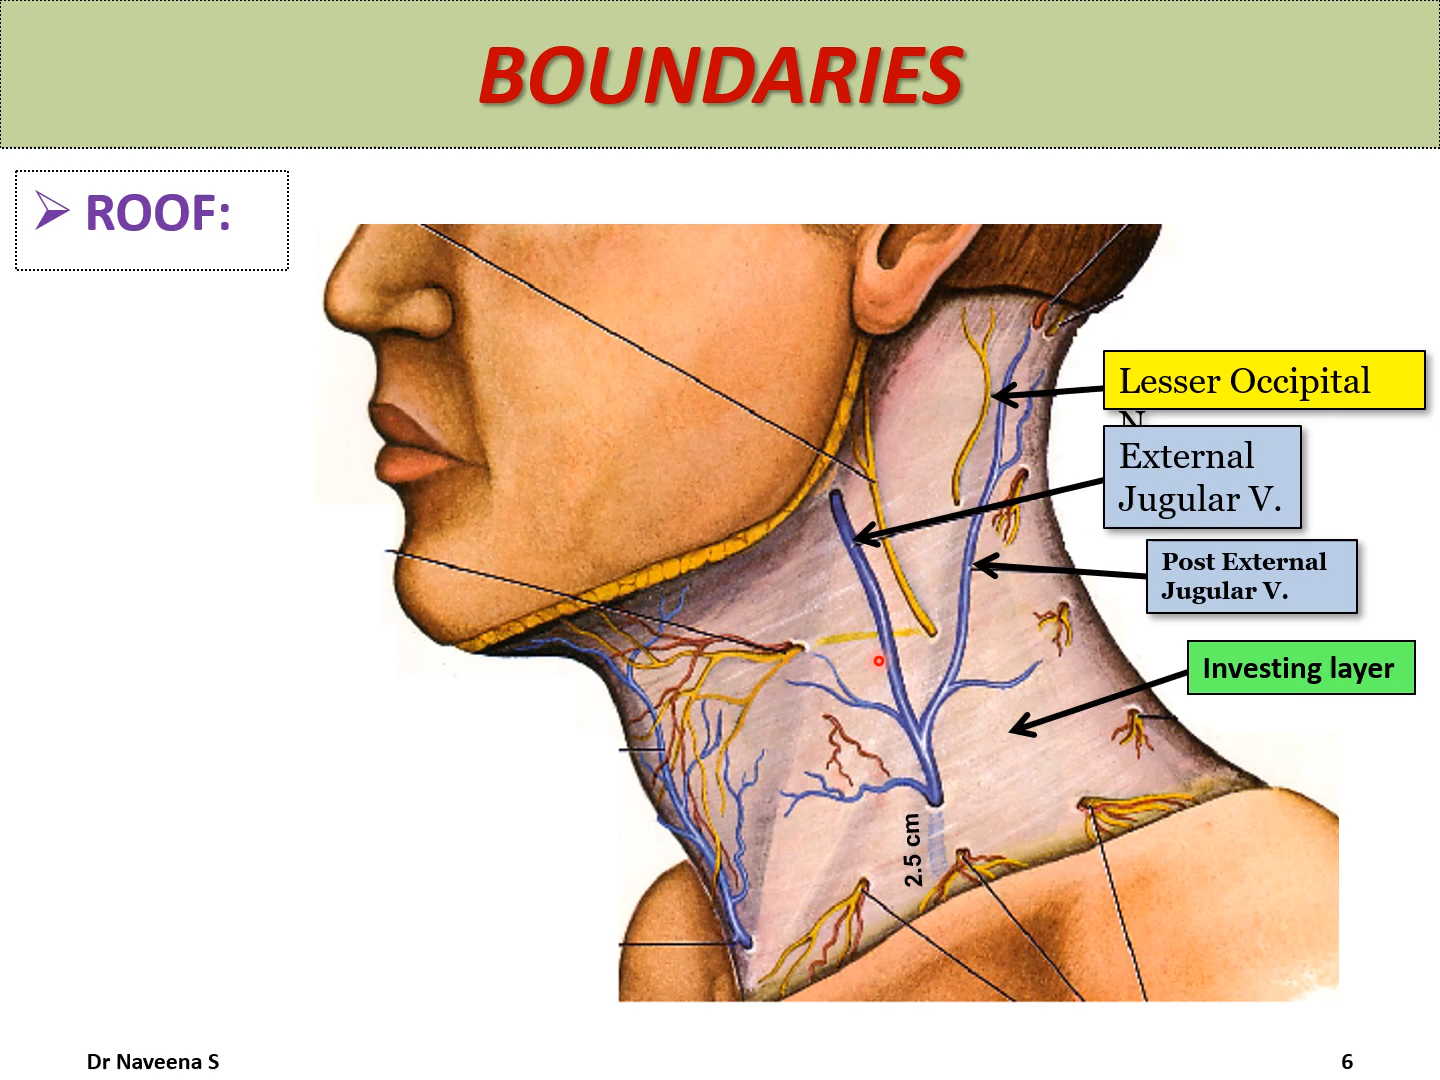 BOUNDARIES
ROOF:
Lesser Occipital
N
External
Jugular V.
Post External
Jugular V.
Investing layer
2.5 cm
Dr Naveena S
6